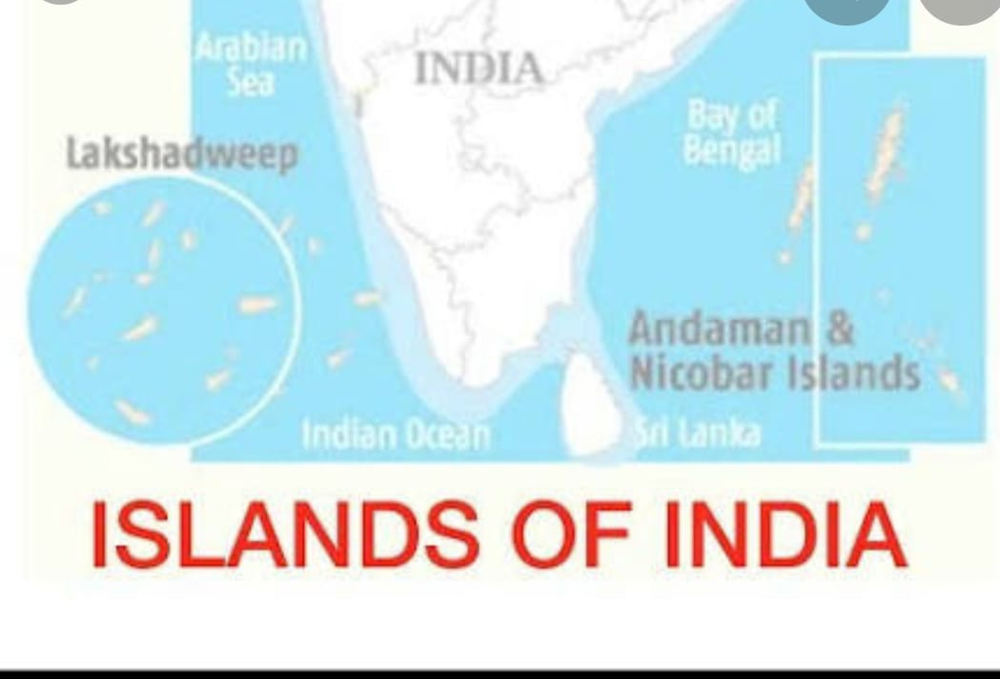 Arabian
Sea
INDIA
Bay of
Bengal
Lakshadweep
Andaman &
Nicobar Islands
Indian Ocean
Sri Lanka
ISLANDS OF INDIA